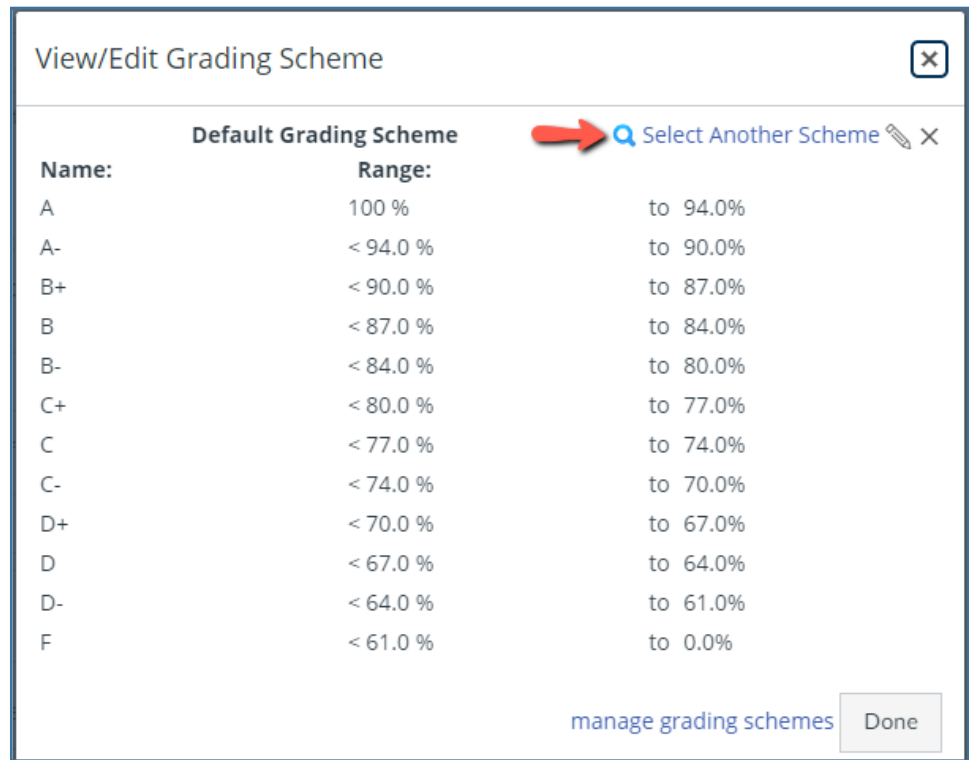 View/Edit Grading Scheme
Default Grading Scheme Select Another Scheme
Name: Range:
A 100 % to 94.0%
A- < 94.0 % to 90.0%
B+ < 90.0 % to 87.0%
B < 87.0 % to 84.0%
B- < 84.0 % to 80.0%
C+ < 80.0 % to 77.0%
C < 77.0 % to 74.0%
C- < 74.0 % to 70.0%
D+ < 70.0 % to 67.0%
D < 67.0 % to 64.0%
D- < 64.0 % to 61.0%
F < 61.0 % to 0.0%
manage grading schemes Done